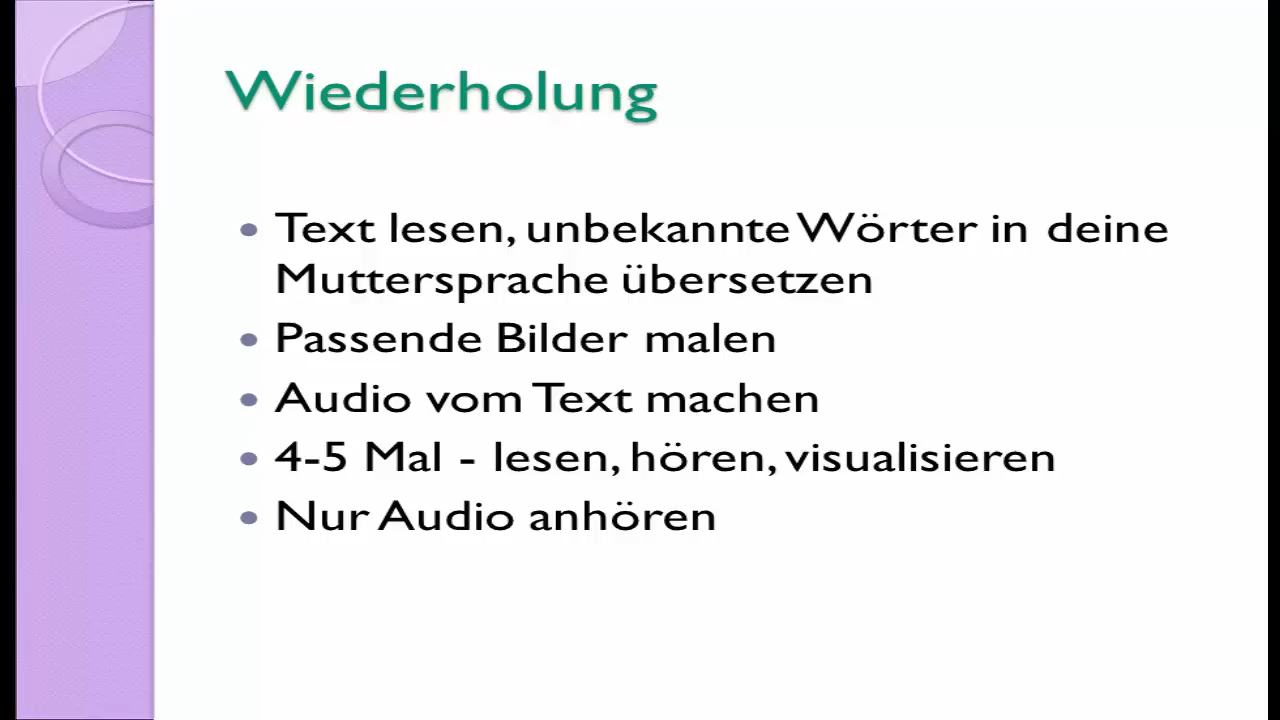 Wiederholung
• Text lesen, unbekannte Wörter in deine
Muttersprache übersetzen
• Passende Bilder malen
• Audio vom Text machen
• 4-5 Mal - lesen, hören, visualisieren
• Nur Audio anhören